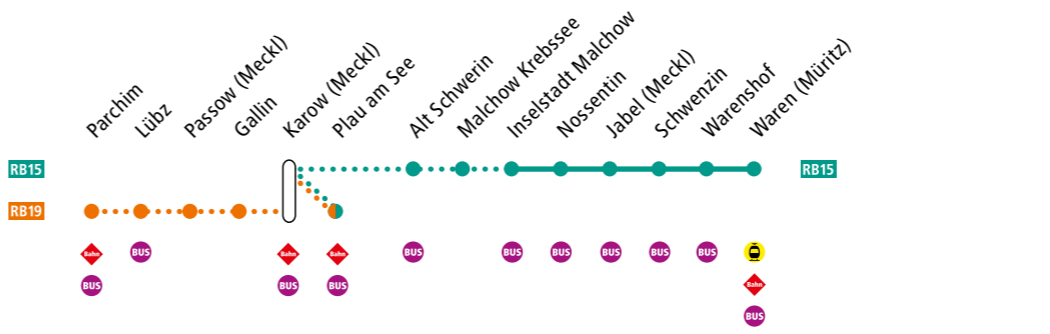 Parchim
Lübz
Passow (Meckl)
Gallin
Karow (Meckl)
Plau am See
Alt Schwerin
Malchow Krebssee
Inselstadt Malchow
Nossentin
Jabel (Meckl)
Schwenzin
Warenshof
Waren (Müritz)
RB15 RB15
RB19
Bahn BUS Bahn Bahn BUS BUS BUS BUS BUS BUS
BUS BUS BUS Bahn
BUS